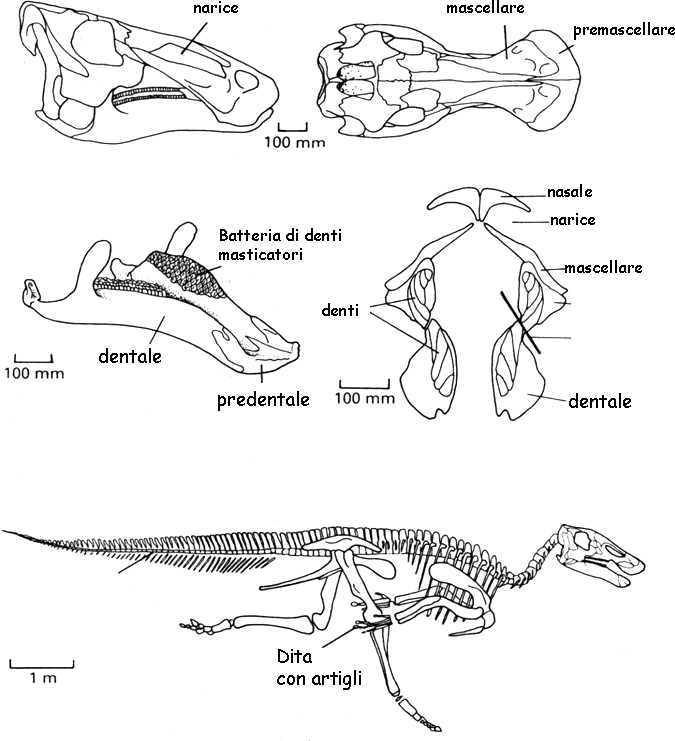 narice
mascellare
premascellare
100 mm
nasale
narice
Batteria di denti
masticatori
mascellare
denti
dentale
100 mm
predentale
100 mm
dentale
Dita
con artigli
1 m